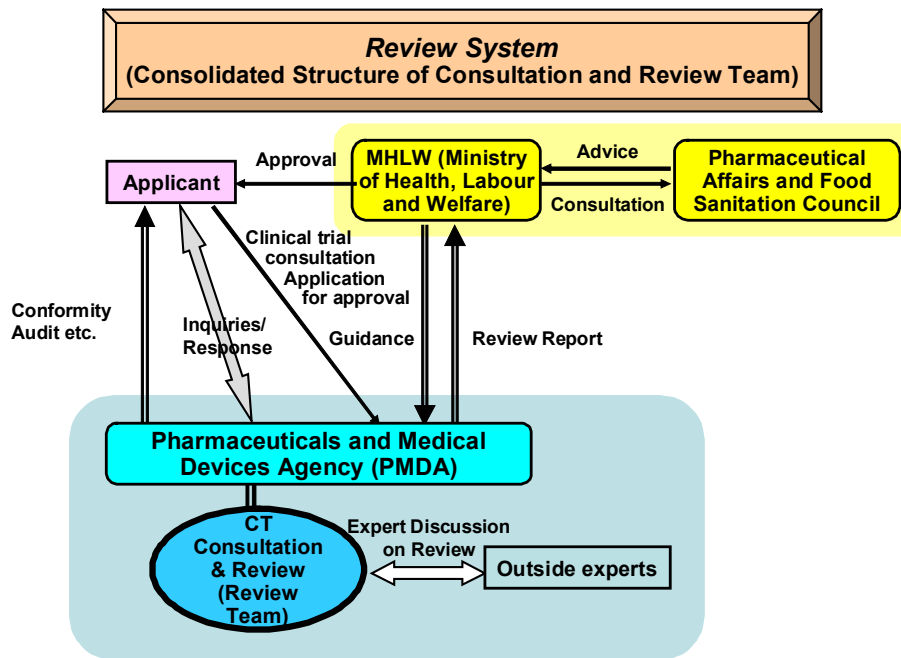 Review System
(Consolidated Structure of Consultation and Review Team)
Approval
Applicant
MHLW (Ministry
of Health, Labour
and Welfare)
Advice
Consultation
Pharmaceutical
Affairs and Food
Sanitation Council
Clinical trial
consultation
Application
for approval
Conformity
Audit etc.
Inquiries/
Response
Guidance
Review Report
Pharmaceuticals and Medical
Devices Agency (PMDA)
CT
Consultation
& Review
(Review
Team)
Expert Discussion
on Review
Outside experts